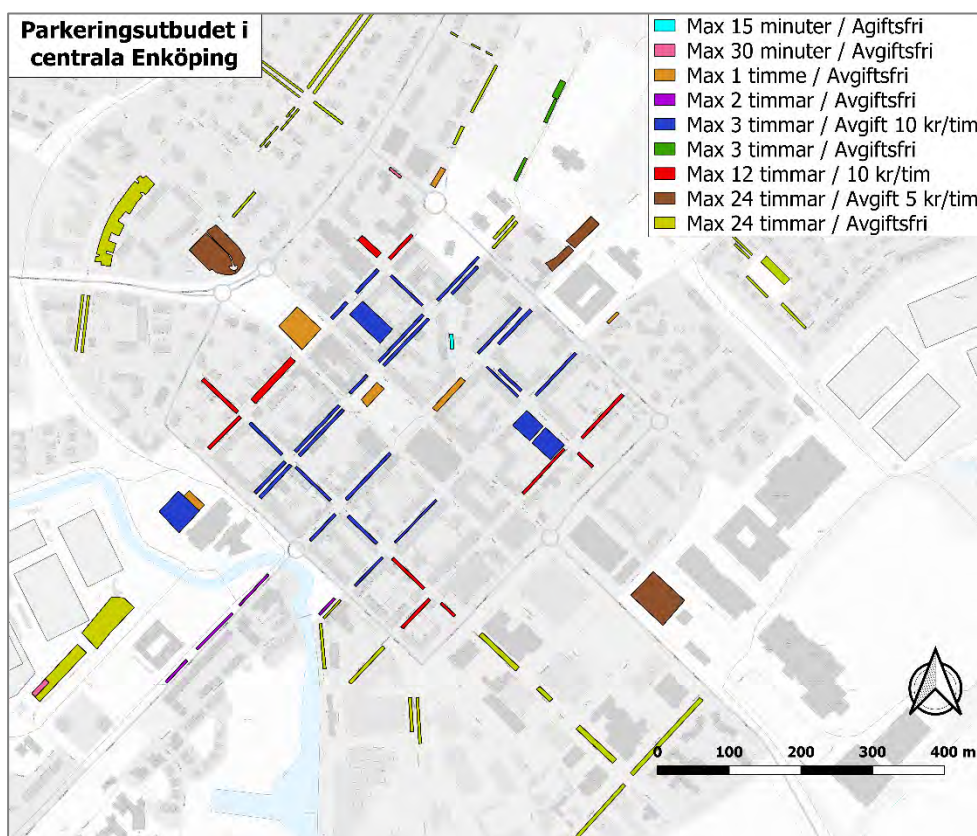 Parkeringsutbudet i
centrala Enköping
Max 15 minuter / Agiftsfri
Max 30 minuter / Avgiftsfri
Max 1 timme / Avgiftsfri
Max 2 timmar / Avgiftsfri
Max 3 timmar / Avgift 10 kr/tim
Max 3 timmar / Avgiftsfri
Max 12 timmar / 10 kr/tim
Max 24 timmar / Avgift 5 kr/tim
Max 24 timmar / Avgiftsfri
0 100 200 300 400 m